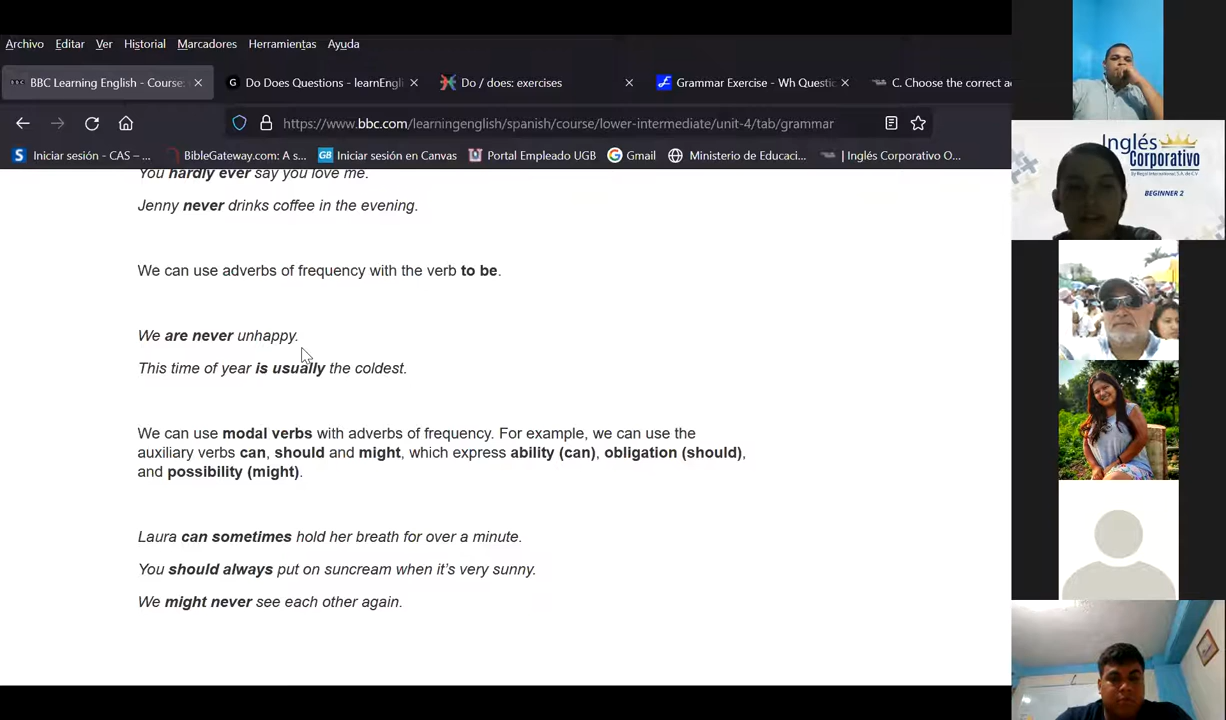 Archivo Editar Ver Historial Marcadores Herramientas Ayuda
BBC Learning English - Course:
Do Does Questions - learnEngli
Do / does: exercises
Grammar Exercise - Wh Questic
C. Choose the correct a
https://www.bbc.com/learningenglish/spanish/course/lower-intermediate/unit-4/tab/grammar
Iniciar sesión - CAS – ...
BibleGateway.com: A s...
Iniciar sesión en Canvas
Portal Empleado UGB
Gmail
Ministerio de Educaci...
| Inglés Corporativo O...
You hardly ever say you love me.
Jenny never drinks coffee in the evening.
We can use adverbs of frequency with the verb to be.
We are never unhappy.
This time of year is usually the coldest.
We can use modal verbs with adverbs of frequency. For example, we can use the
auxiliary verbs can, should and might, which express ability (can), obligation (should),
and possibility (might).
Laura can sometimes hold her breath for over a minute.
You should always put on suncream when it's very sunny.
We might never see each other again.
Inglés
Corporativo
By Regal International, S.A. de C.V
BEGINNER 2